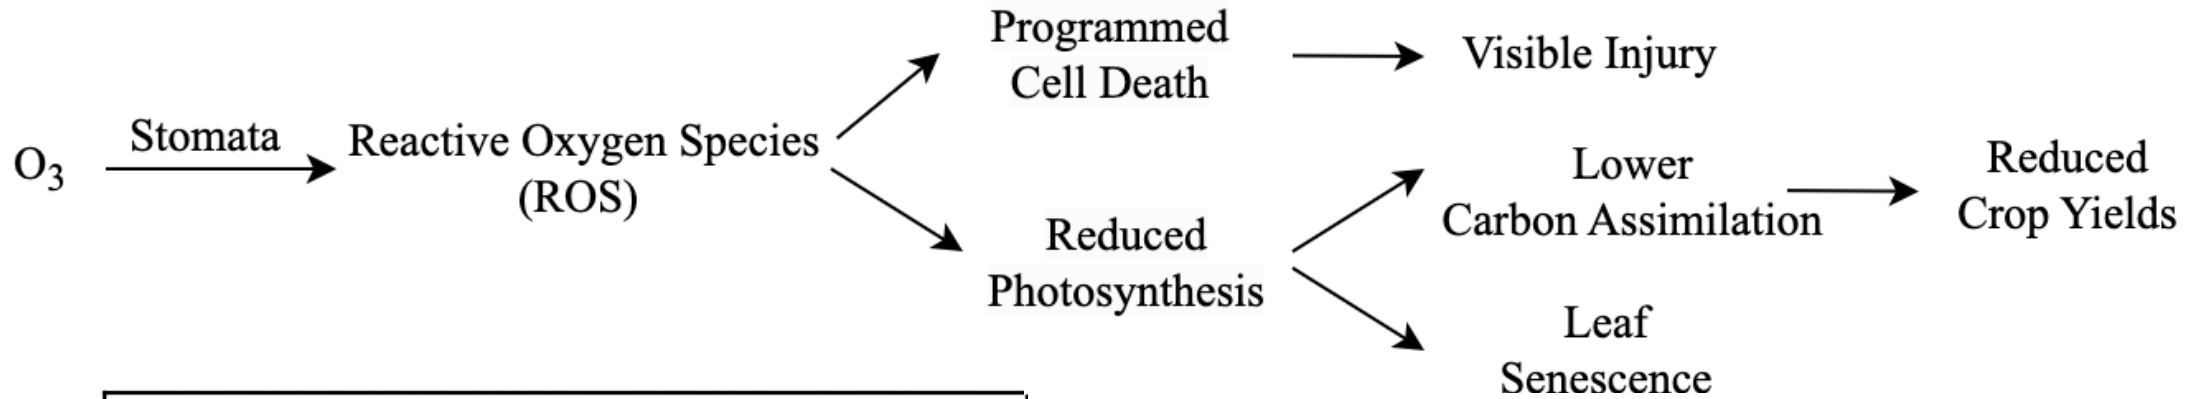 O₃
Stomata
Reactive Oxygen Species
(ROS)
Programmed
Cell Death
Visible Injury
Reduced
Photosynthesis
Lower
Carbon Assimilation
Reduced
Crop Yields
Leaf
Senescence